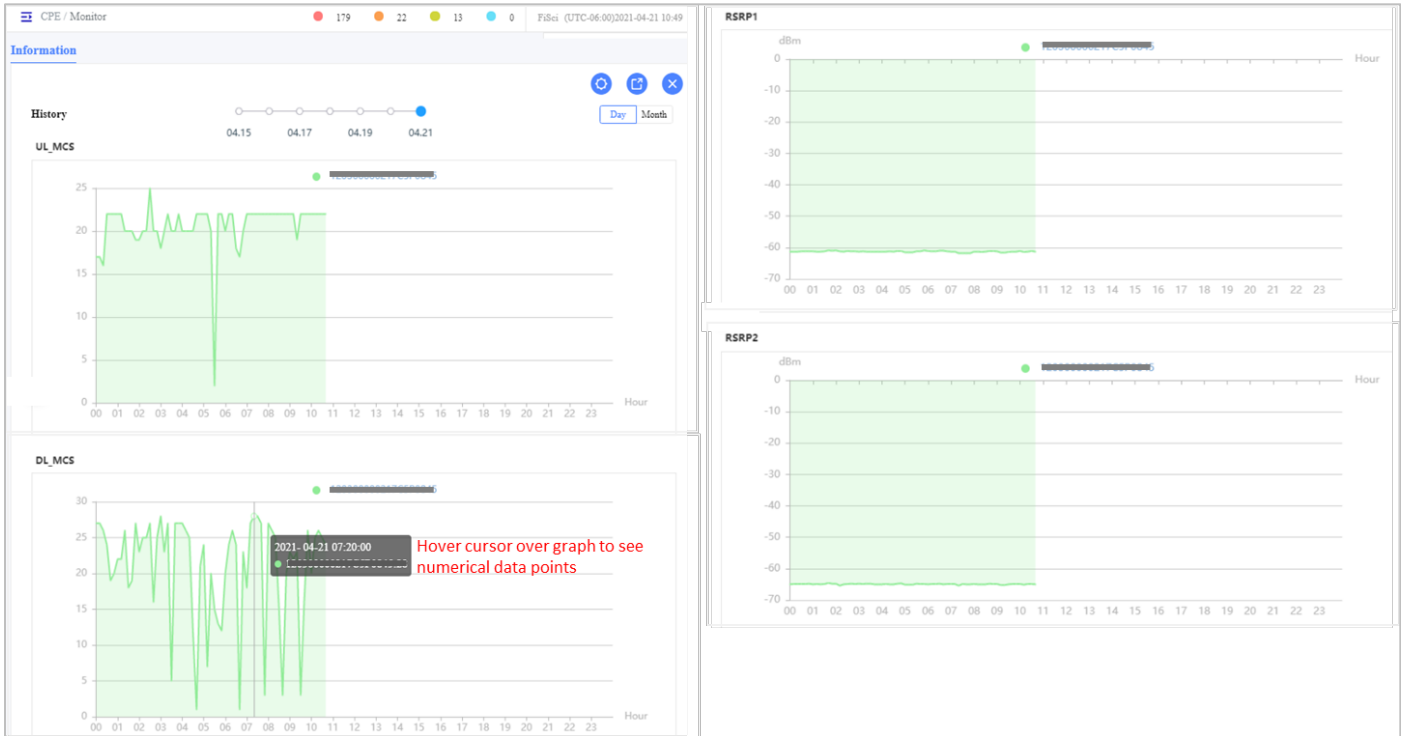 CPE / Monitor
179 22 13 0 FiSci (UTC-06:00)2021-04-21 10:49
Information
History
04.15 04.17 04.19 04.21
Day Month
UL_MCS
25
20
15
10
5
0
Hour
00 01 02 03 04 05 06 07 08 09 10 11 12 13 14 15 16 17 18 19 20 21 22 23
DL_MCS
30
25
20
15
10
5
0
2021- 04-21 07:20:00
Hover cursor over graph to see
numerical data points
Hour
00 01 02 03 04 05 06 07 08 09 10 11 12 13 14 15 16 17 18 19 20 21 22 23
RSRP1
dBm
Hour
0
-10
-20
-30
-40
-50
-60
-70
00 01 02 03 04 05 06 07 08 09 10 11 12 13 14 15 16 17 18 19 20 21 22 23
RSRP2
dBm
Hour
0
-10
-20
-30
-40
-50
-60
-70
00 01 02 03 04 05 06 07 08 09 10 11 12 13 14 15 16 17 18 19 20 21 22 23